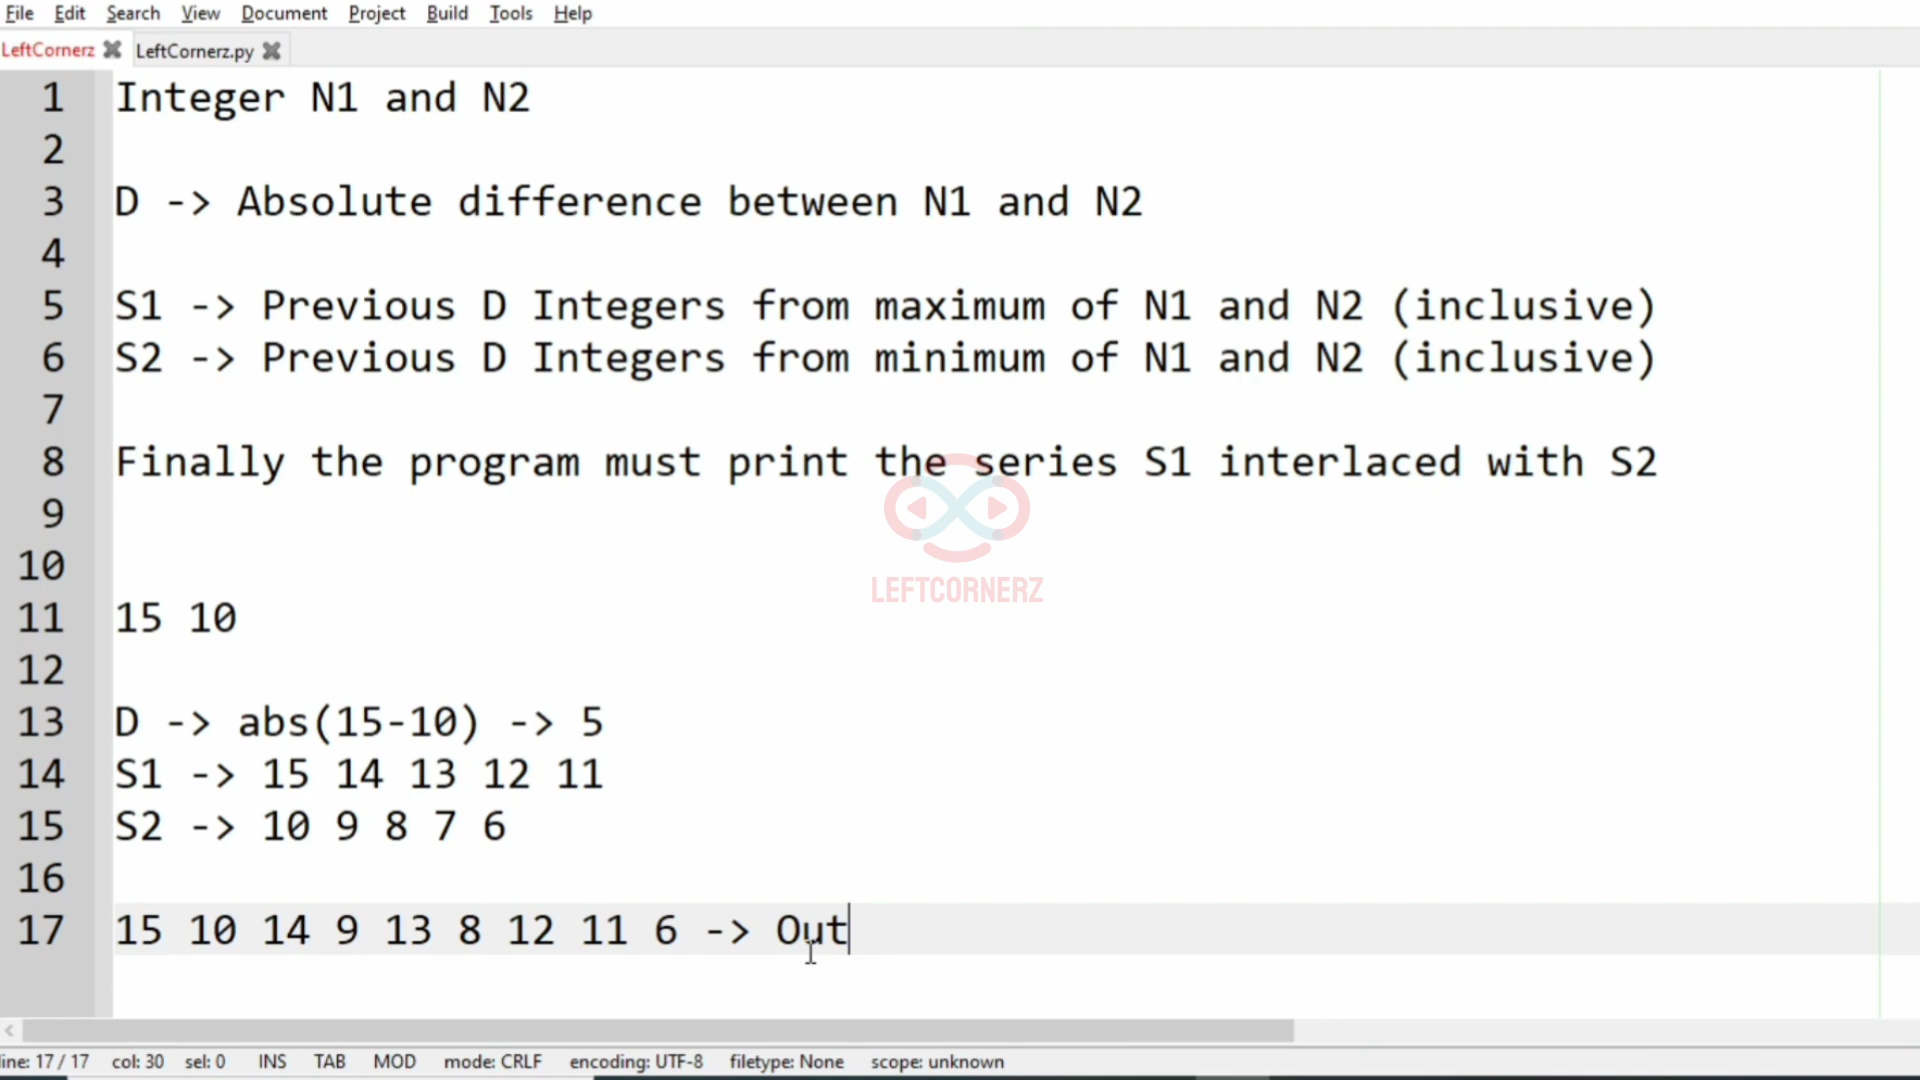 File Edit Search View Document Project Build Tools Help
LeftCornerz LeftCornerz.py
1 Integer N1 and N2
2
3 D -> Absolute difference between N1 and N2
4
5 S1 -> Previous D Integers from maximum of N1 and N2 (inclusive)
6 S2 -> Previous D Integers from minimum of N1 and N2 (inclusive)
7
8 Finally the program must print the series S1 interlaced with S2
9
LEFTCORNERZ
10
11 15 10
12
13 D -> abs(15-10) -> 5
14 S1 -> 15 14 13 12 11
15 S2 -> 10 9 8 7 6
16
17 15 10 14 9 13 8 12 11 6 -> Out
line: 17 / 17 col: 30 sel: 0 INS TAB MOD mode: CRLF encoding: UTF-8 filetype: None scope: unknown